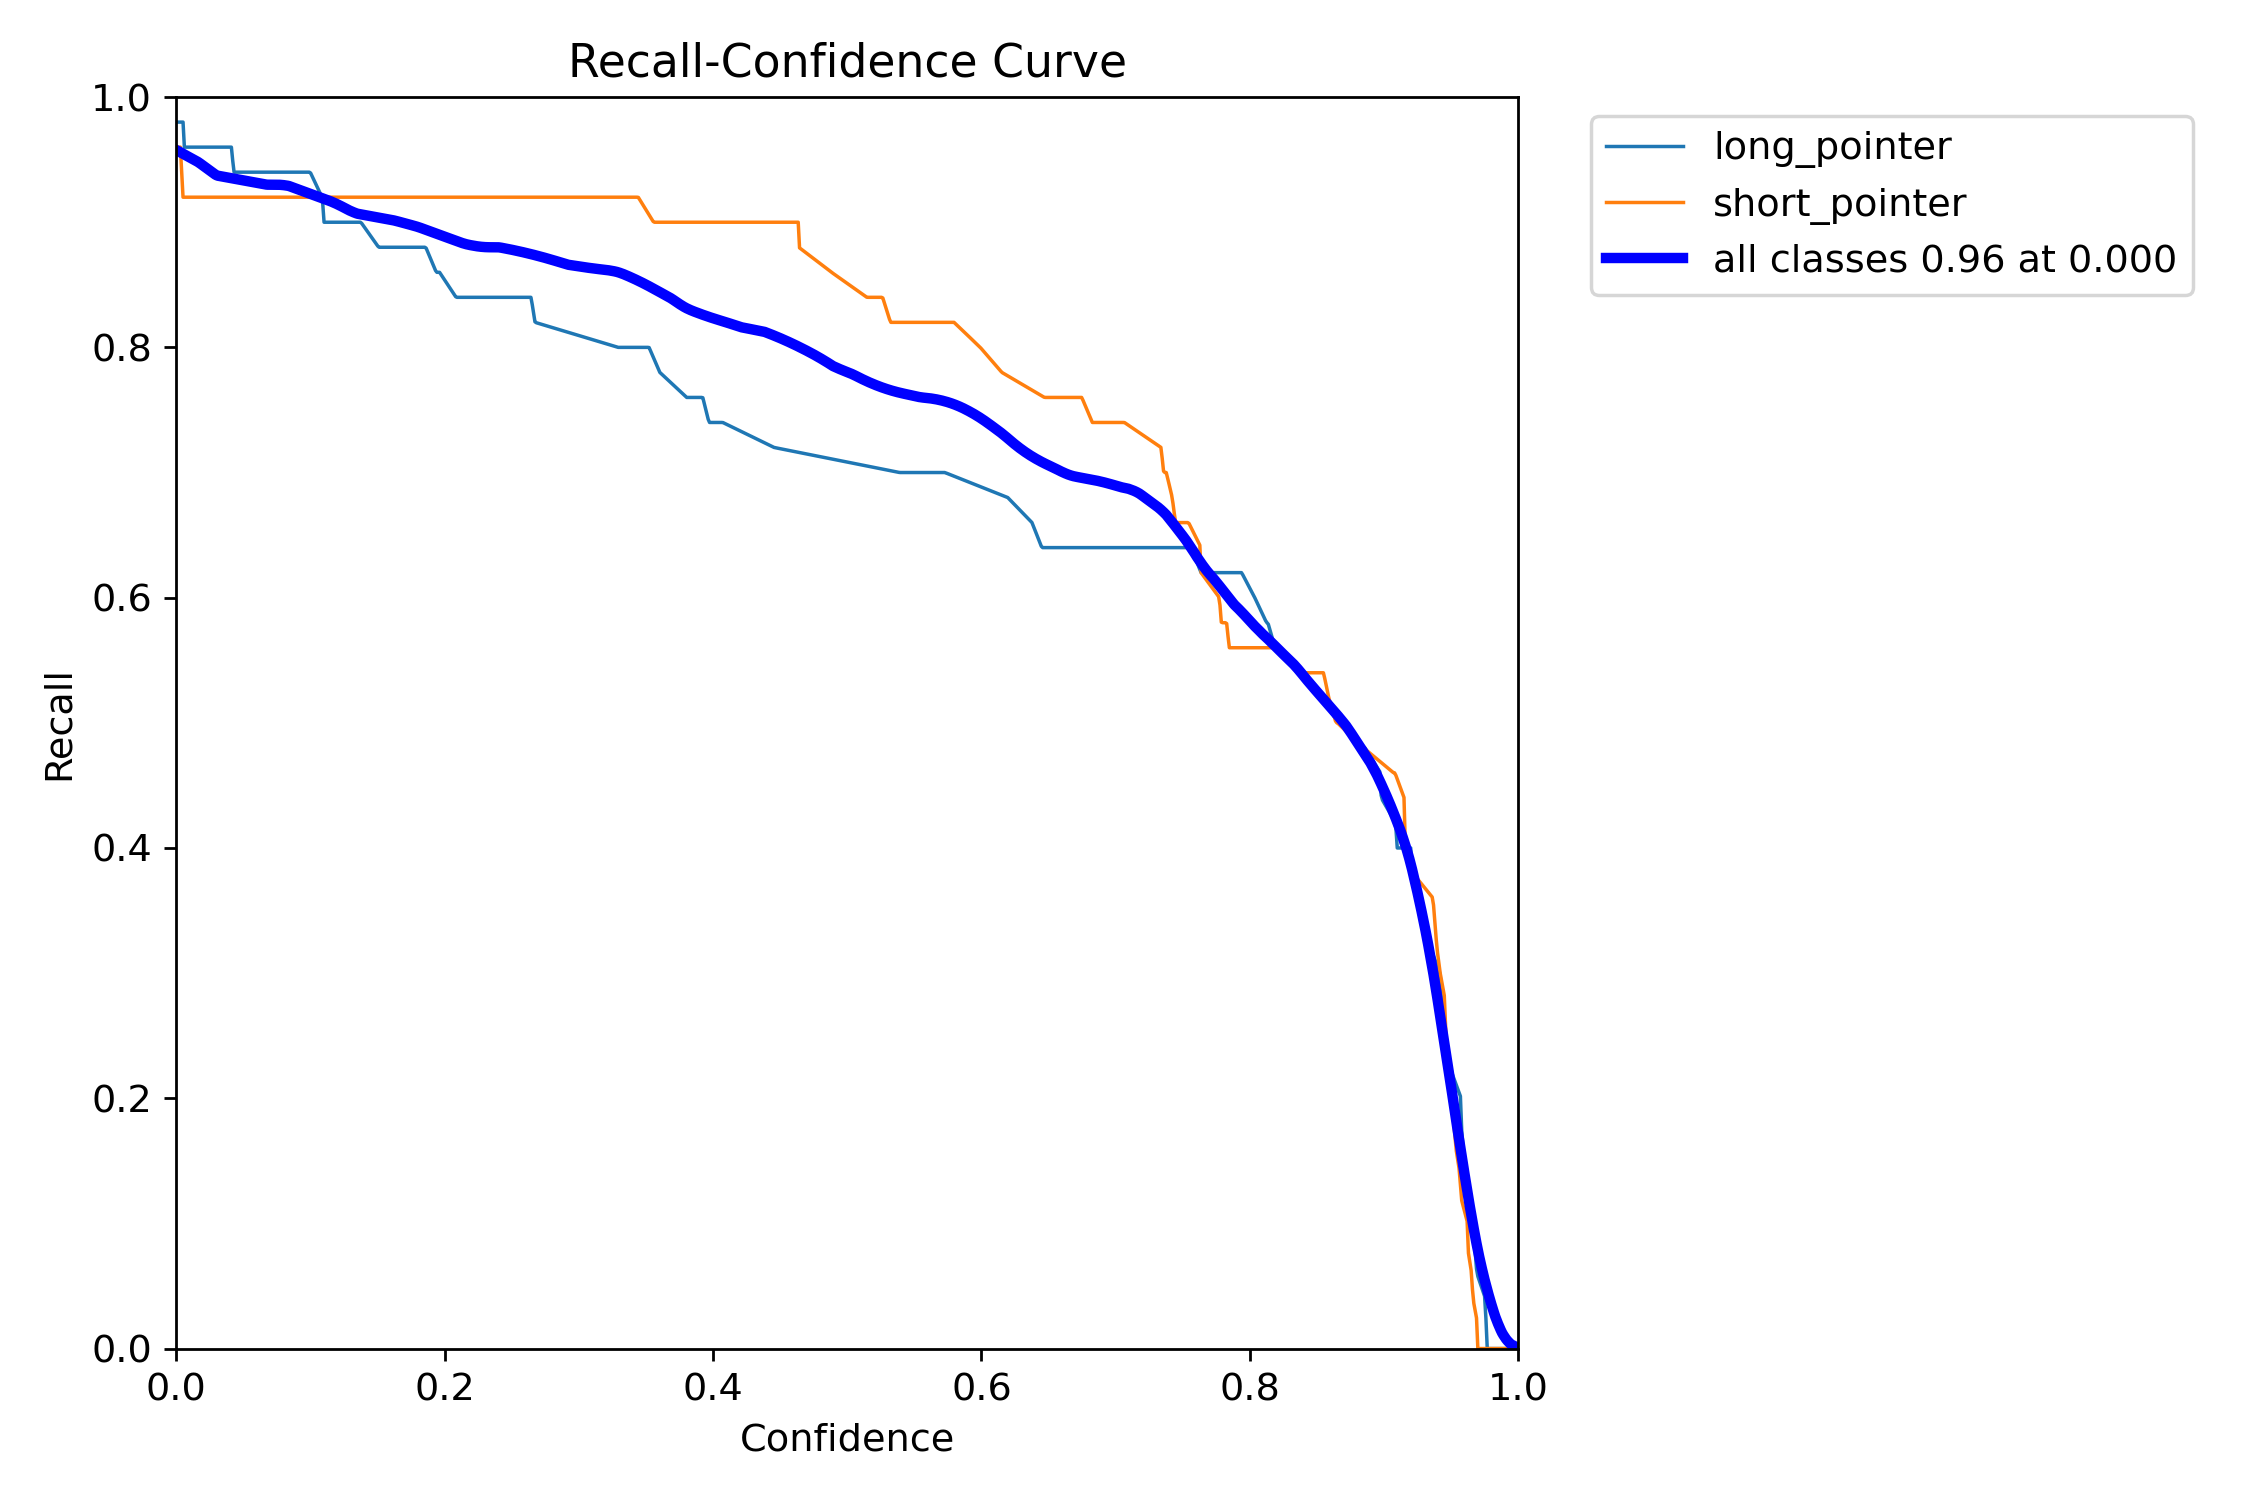 Recall-Confidence Curve
1.0
0.8
0.6
0.4
0.2
0.0
Recall
0.0 0.2 0.4 0.6 0.8 1.0
Confidence
long_pointer
short_pointer
all classes 0.96 at 0.000